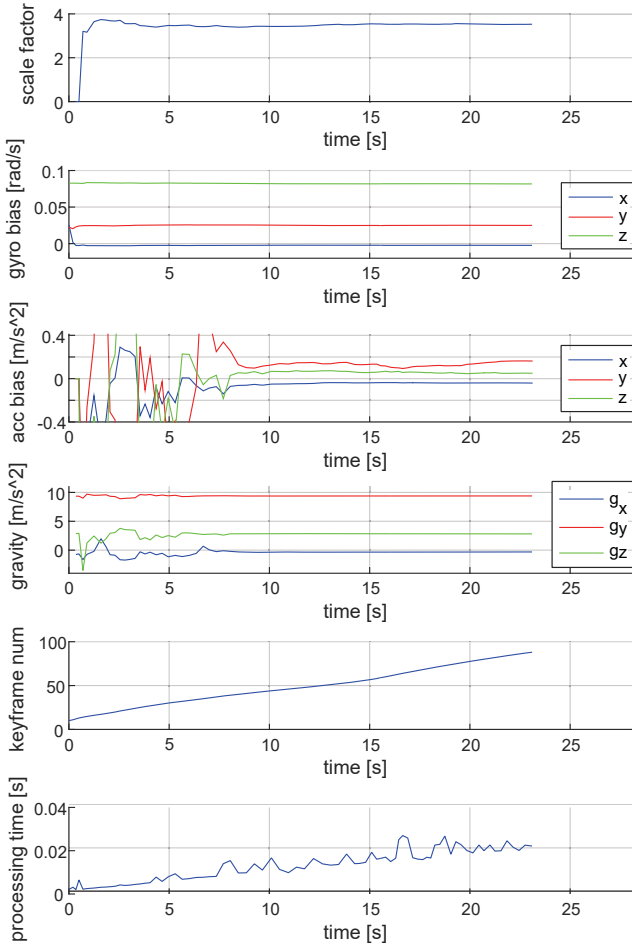 scale factor
4
2
0
0 5 10 15 20 25
time [s]
gyro bias [rad/s]
0.1
0.05
0
x
y
z
0 5 10 15 20 25
time [s]
acc bias [m/s^2]
0.4
0
-0.4
x
y
z
0 5 10 15 20 25
time [s]
gravity [m/s^2]
10
5
0
g_x
g_y
g_z
0 5 10 15 20 25
time [s]
keyframe num
100
50
0
0 5 10 15 20 25
time [s]
processing time [s]
0.04
0.02
0
0 5 10 15 20 25
time [s]